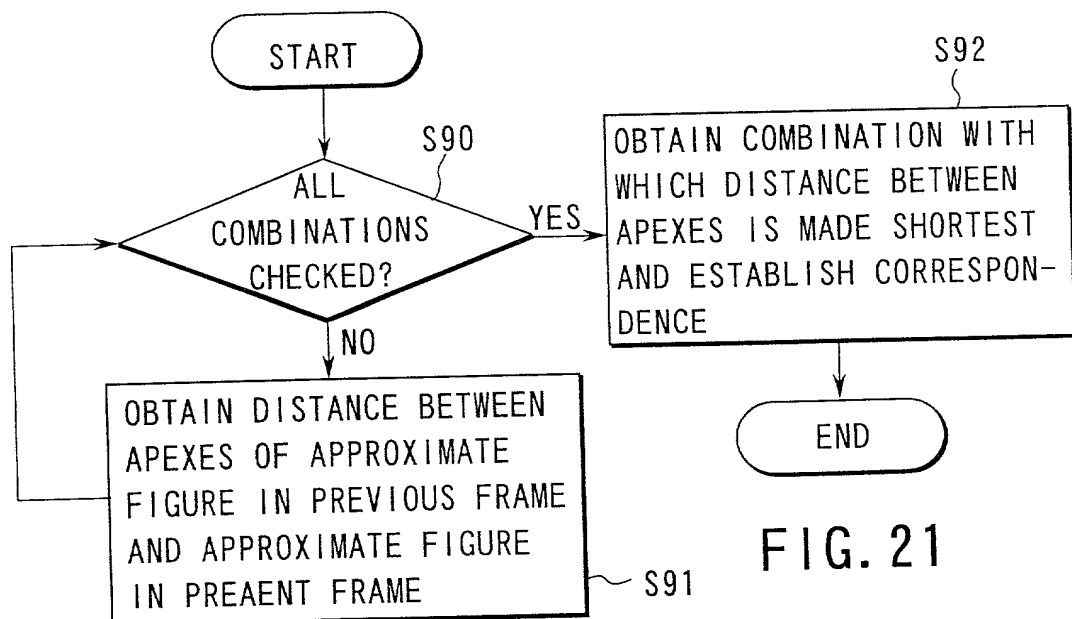 START
S90
ALL
COMBINATIONS
CHECKED?
YES
NO
OBTAIN DISTANCE BETWEEN
APEXES OF APPROXIMATE
FIGURE IN PREVIOUS FRAME
AND APPROXIMATE FIGURE
IN PREAENT FRAME
S91
S92
OBTAIN COMBINATION WITH
WHICH DISTANCE BETWEEN
APEXES IS MADE SHORTEST
AND ESTABLISH CORRESPON-
DENCE
END
FIG. 21